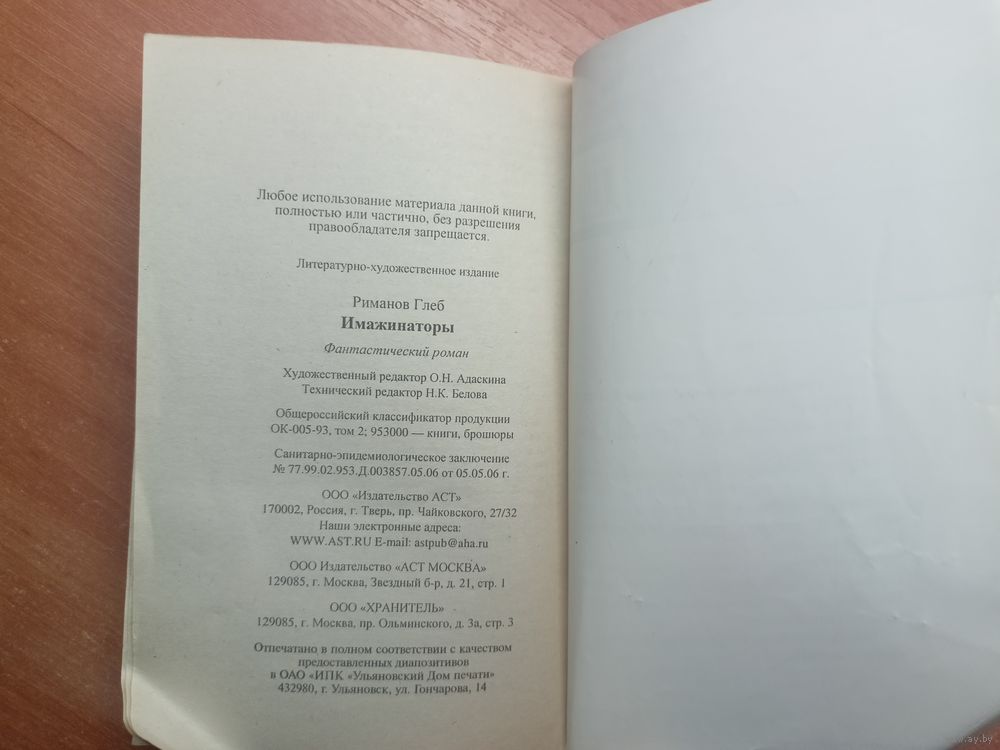 Любое использование материала данной книги,
полностью или частично, без разрешения
правообладателя запрещается.
Литературно-художественное издание
Риманов Глеб
Имажинаторы
Фантастический роман
Художественный редактор О.Н. Адаскина
Технический редактор Н.К. Белова
Общероссийский классификатор продукции
ОК-005-93, том 2; 953000 — книги, брошюры
Санитарно-эпидемиологическое заключение
№ 77.99.02.953.Д.003857.05.06 от 05.05.06 г.
ООО «Издательство АСТ»
170002, Россия, г. Тверь, пр. Чайковского, 27/32
Наши электронные адреса:
WWW.AST.RU E-mail: astpub@aha.ru
ООО Издательство «АСТ МОСКВА»
129085, г. Москва, Звездный б-р, д. 21, стр. 1
ООО «ХРАНИТЕЛЬ»
129085, г. Москва, пр. Ольминского, д. 3а, стр. 3
Отпечатано в полном соответствии с качеством
предоставленных диапозитивов
в ОАО «ИПК «Ульяновский Дом печати»
432980, г. Ульяновск, ул. Гончарова, 14
www.ay.by